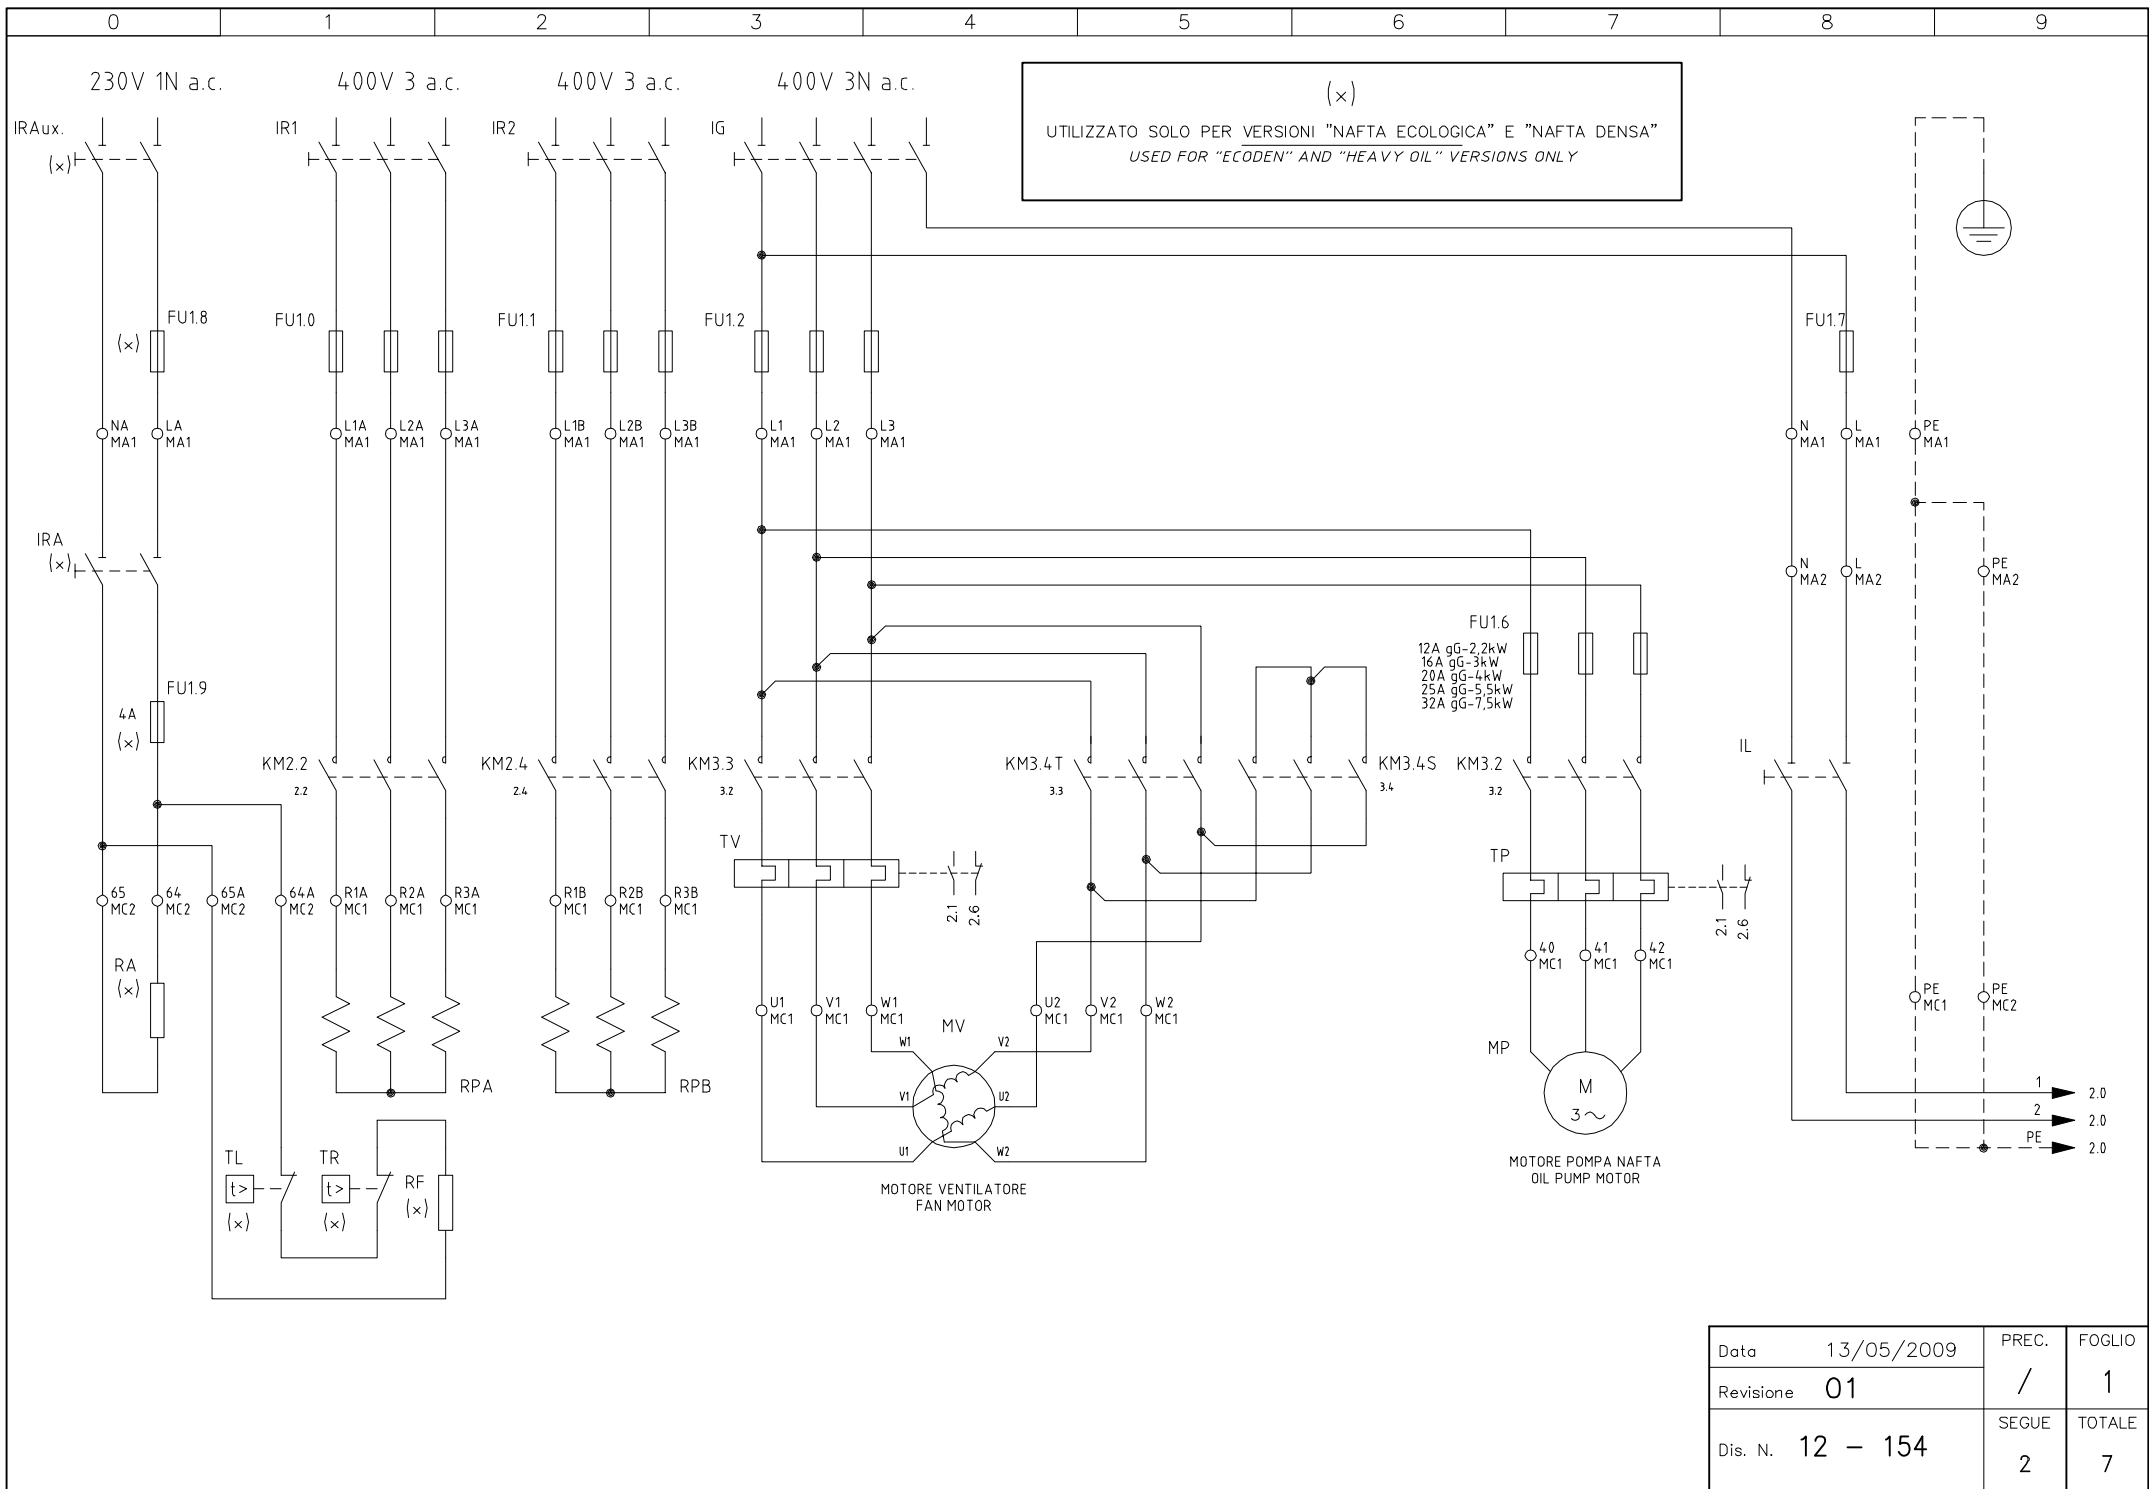 0 1 2 3 4 5 6 7 8 9
230V 1N a.c. 400V 3 a.c. 400V 3 a.c. 400V 3N a.c.
(x)
UTILIZZATO SOLO PER VERSIONI "NAFTA ECOLOGICA" E "NAFTA DENSA"
USED FOR "ECODEN" AND "HEAVY OIL" VERSIONS ONLY
IRAux. IR1 IR2 IG
(x)
FU1.8 FU1.0 FU1.1 FU1.2 FU1.7
(x)
NA LA L1A L2A L3A L1B L2B L3B L1 L2 L3 N L PE
MA1 MA1 MA1 MA1 MA1 MA1 MA1 MA1 MA1 MA1 MA1 MA1 MA1 MA1
IRA
(x)
N L PE
MA2 MA2 MA2
FU1.6
12A gG-2,2kW
16A gG-3kW
20A gG-4kW
25A gG-5,5kW
32A gG-7,5kW
FU1.9
4A
(x)
IL
KM2.2 KM2.4 KM3.3 KM3.4T KM3.4S KM3.2
2.2 2.4 3.2 3.3 3.4 3.2
TV TP
65 64 65A 64A R1A R2A R3A R1B R2B R3B
MC2 MC2 MC2 MC2 MC1 MC1 MC1 MC1 MC1 MC1
2.1 2.6 2.1 2.6
40 41 42
MC1 MC1 MC1
RA
(x)
PE PE
MC1 MC2
U1 V1 W1 U2 V2 W2
MC1 MC1 MC1 MC1 MC1 MC1
MV
W1 V2
MP
RPA RPB
V1 U2
M
3~
U1 W2
1 2.0
2 2.0
PE 2.0
TL TR RF
t> t>
(x) (x) (x)
MOTORE VENTILATORE
FAN MOTOR
MOTORE POMPA NAFTA
OIL PUMP MOTOR
Data 13/05/2009 PREC. FOGLIO
Revisione 01 / 1
Dis. N. 12 - 154 SEGUE TOTALE
2 7